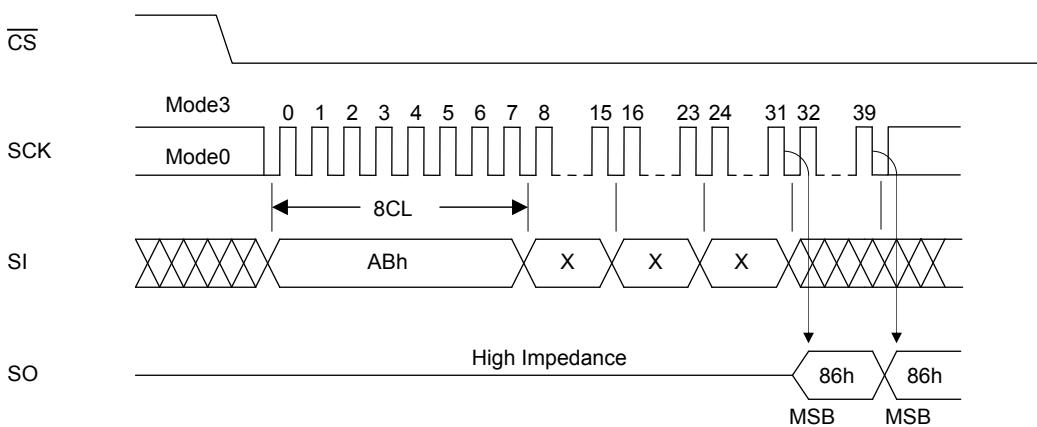 CS
Mode3
0 1 2 3 4 5 6 7 8 15 16 23 24 31 32 39
SCK
Mode0
8CL
SI
ABh X X X
High Impedance
SO
86h 86h
MSB MSB